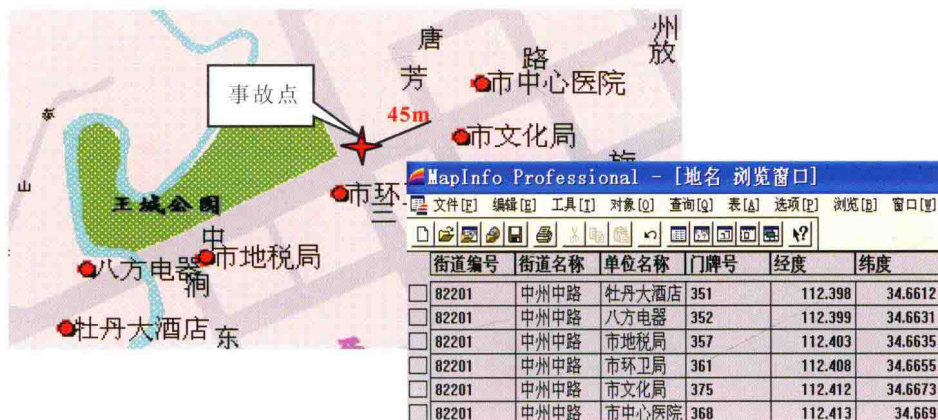 唐
州
放
芳
路
市中心医院
事故点
45m
市文化局
山
王城公园
市环
三
中
八方电器
市地税局
涧
牡丹大酒店
东
MapInfo Professional - [地名 浏览窗口]
文件[F] 编辑[E] 工具[I] 对象[O] 查询[Q] 表[A] 选项[P] 浏览[B] 窗口[W]
街道编号 街道名称 单位名称 门牌号 经度 纬度
82201 中州中路 牡丹大酒店 351 112.398 34.6612
82201 中州中路 八方电器 352 112.399 34.6631
82201 中州中路 市地税局 357 112.403 34.6635
82201 中州中路 市环卫局 361 112.408 34.6655
82201 中州中路 市文化局 375 112.412 34.6673
82201 中州中路 市中心医院 368 112.413 34.669